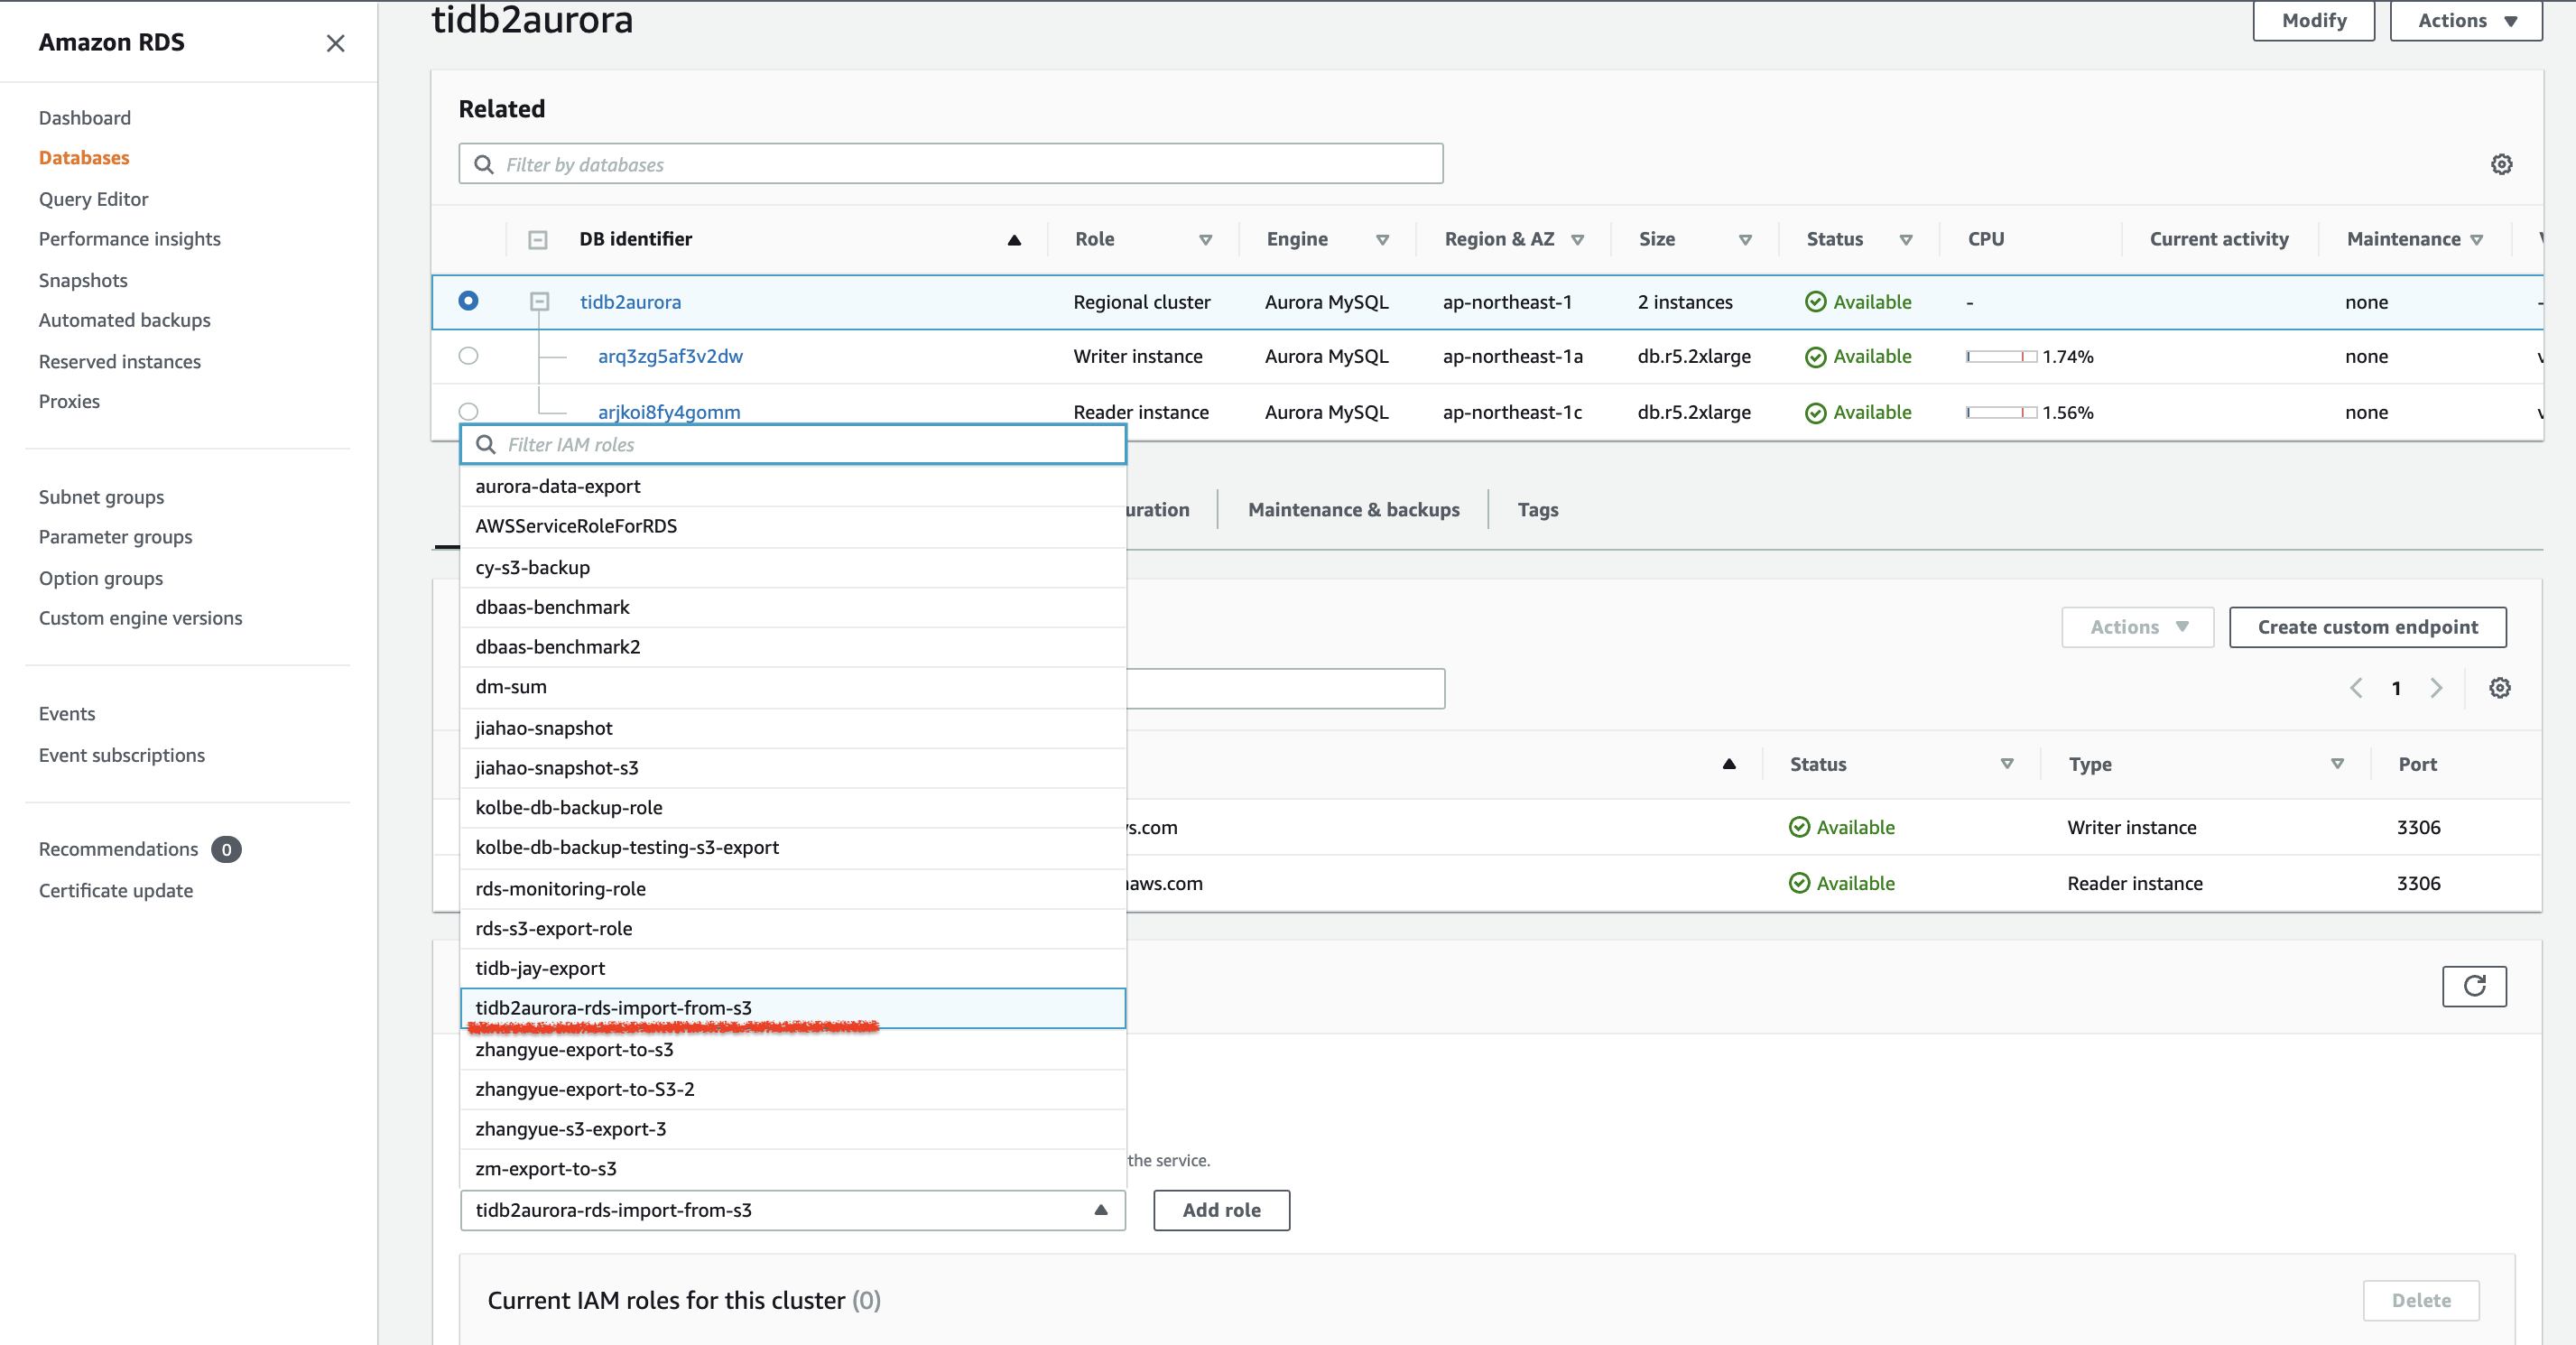 Amazon RDS
Dashboard
Databases
Query Editor
Performance insights
Snapshots
Automated backups
Reserved instances
Proxies
Subnet groups
Parameter groups
Option groups
Custom engine versions
Events
Event subscriptions
Recommendations 0
Certificate update
tidb2aurora
Modify
Actions
Related
Filter by databases
DB identifier Role Engine Region & AZ Size Status CPU Current activity Maintenance
tidb2aurora Regional cluster Aurora MySQL ap-northeast-1 2 instances Available - none -
arq3zg5af3v2dw Writer instance Aurora MySQL ap-northeast-1a db.r5.2xlarge Available 1.74% none
arjkoi8fy4gomm Reader instance Aurora MySQL ap-northeast-1c db.r5.2xlarge Available 1.56% none
Filter IAM roles
aurora-data-export
AWSServiceRoleForRDS
cy-s3-backup
dbaas-benchmark
dbaas-benchmark2
dm-sum
jiahao-snapshot
jiahao-snapshot-s3
kolbe-db-backup-role
kolbe-db-backup-testing-s3-export
rds-monitoring-role
rds-s3-export-role
tidb-jay-export
tidb2aurora-rds-import-from-s3
zhangyue-export-to-s3
zhangyue-export-to-S3-2
zhangyue-s3-export-3
zm-export-to-s3
tidb2aurora-rds-import-from-s3
Add role
uration Maintenance & backups Tags
Actions Create custom endpoint
1
Status Type Port
s.com Available Writer instance 3306
aws.com Available Reader instance 3306
the service.
Current IAM roles for this cluster (0)
Delete